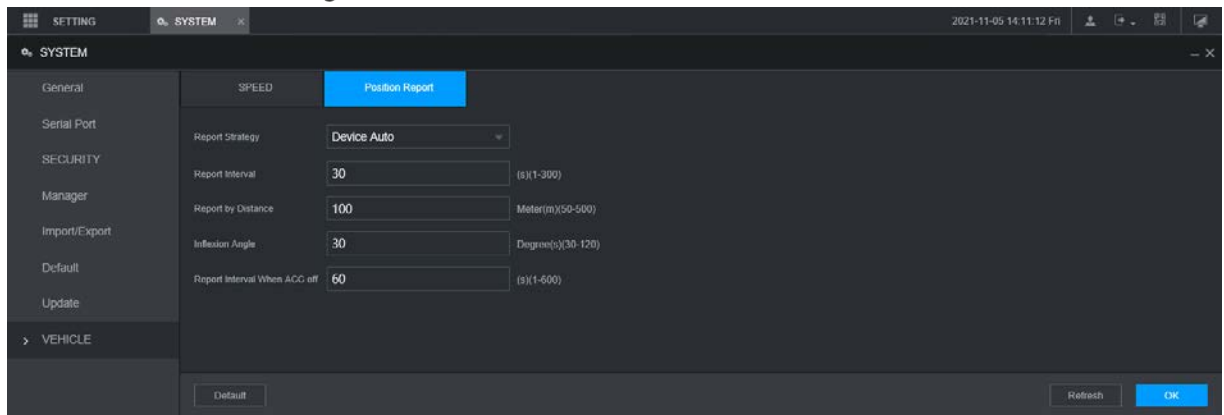 SETTING SYSTEM × 2021-11-05 14:11:12 Fri
SYSTEM
General SPEED Position Report
Serial Port Report Strategy Device Auto
SECURITY Report Interval 30 (s)(1-300)
Manager Report by Distance 100 Meter(m)(50-500)
Import/Export Inflexion Angle 30 Degree(s)(30-120)
Default Report Interval When ACC off 60 (s)(1-600)
Update
> VEHICLE
Default Refresh OK